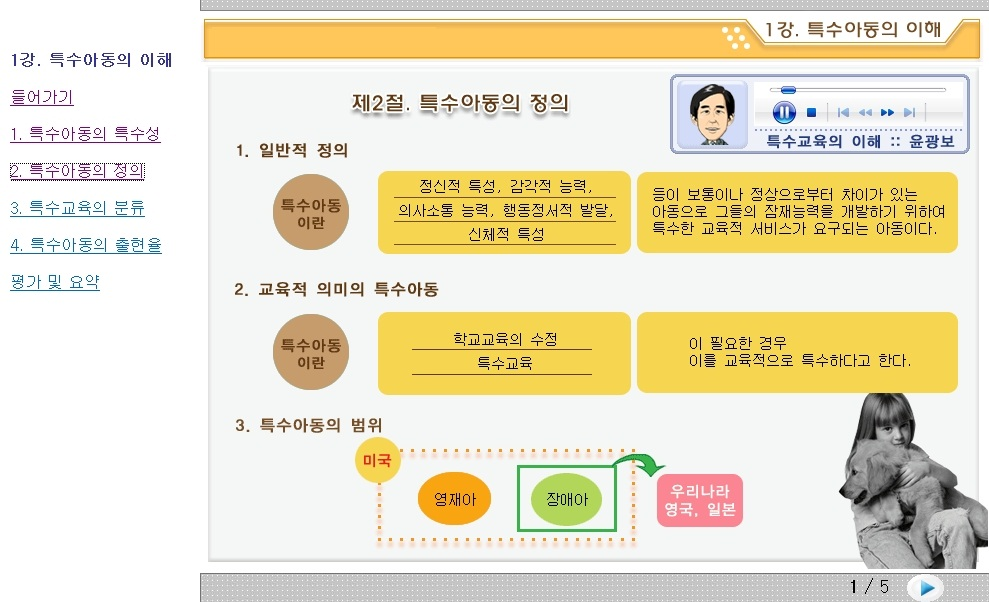 1강. 특수아동의 이해
들어가기
1. 특수아동의 특수성
2. 특수아동의 정의
3. 특수교육의 분류
4. 특수아동의 출현율
평가 및 요약
1강. 특수아동의 이해
제2절. 특수아동의 정의
특수교육의 이해 :: 윤광보
1. 일반적 정의
특수아동
이란
정신적 특성, 감각적 능력,
의사소통 능력, 행동정서적 발달,
신체적 특성
등이 보통이나 정상으로부터 차이가 있는
아동으로 그들의 잠재능력을 개발하기 위하여
특수한 교육적 서비스가 요구되는 아동이다.
2. 교육적 의미의 특수아동
특수아동
이란
학교교육의 수정
특수교육
이 필요한 경우
이를 교육적으로 특수하다고 한다.
3. 특수아동의 범위
미국
영재아
장애아
우리나라
영국, 일본
1 / 5